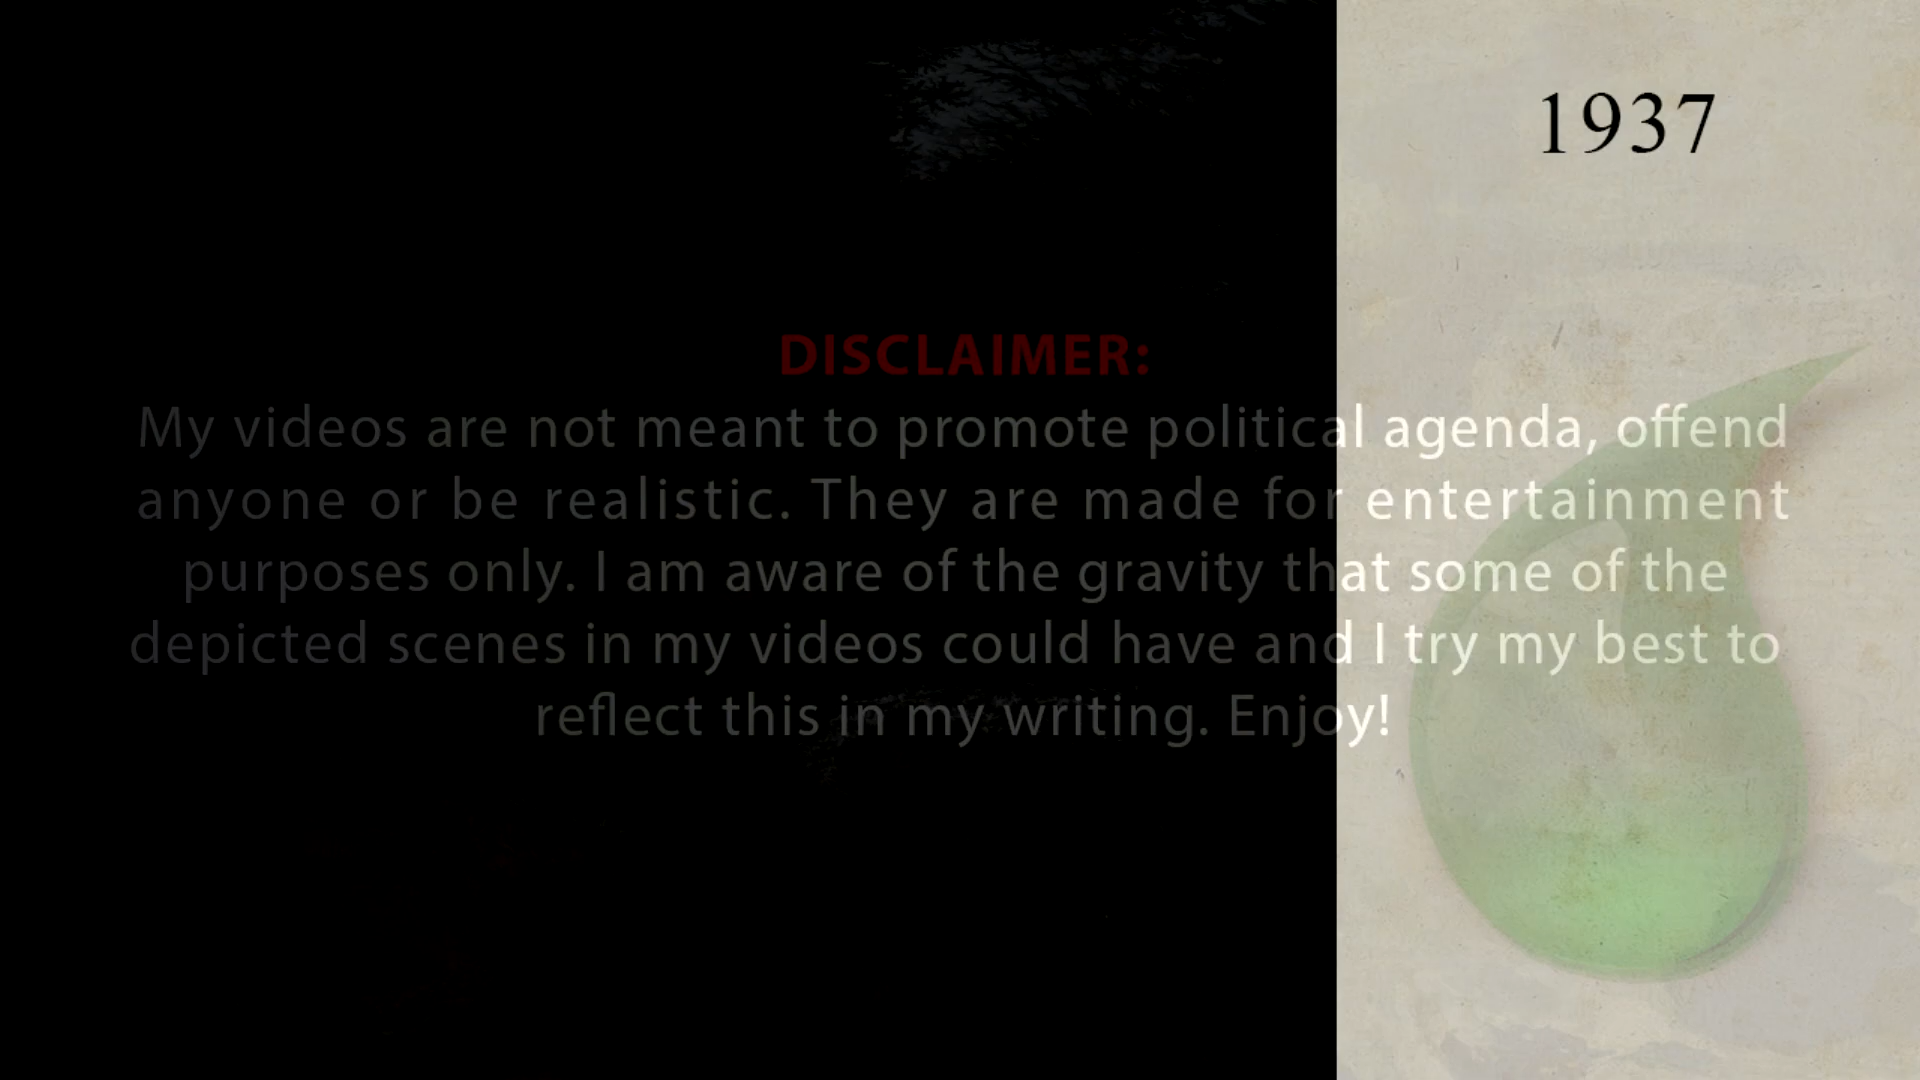 1937
DISCLAIMER:
My videos are not meant to promote political agenda, offend
anyone or be realistic. They are made for entertainment
purposes only. I am aware of the gravity that some of the
depicted scenes in my videos could have and I try my best to
reflect this in my writing. Enjoy!